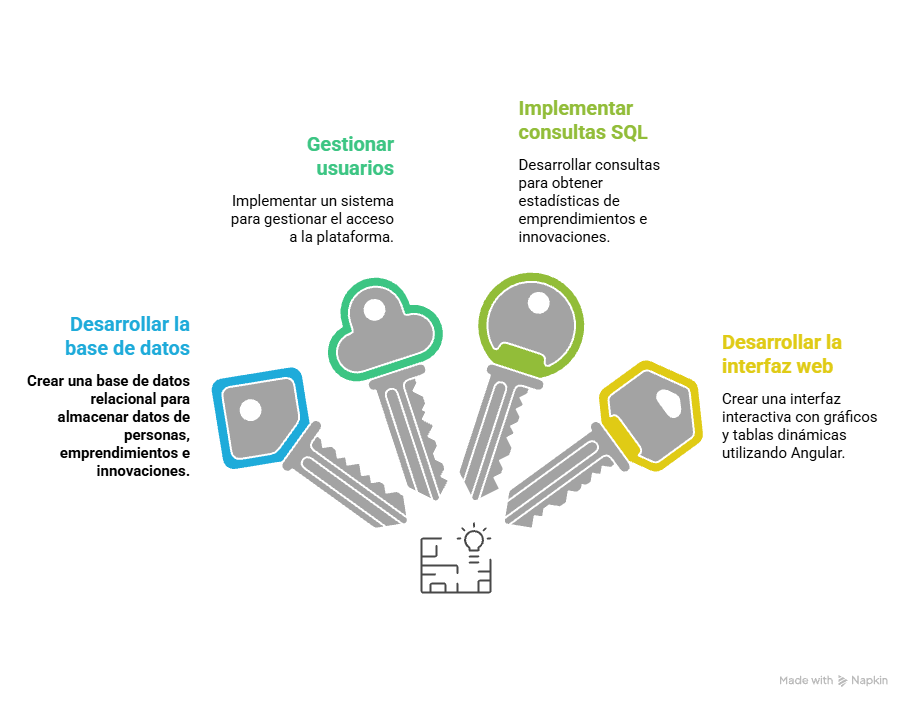 Implementar
consultas SQL
Desarrollar consultas
para obtener
estadísticas de
emprendimientos e
innovaciones.
Gestionar
usuarios
Implementar un sistema
para gestionar el acceso
a la plataforma.
Desarrollar la
base de datos
Crear una base de datos
relacional para
almacenar datos de
personas,
emprendimientos e
innovaciones.
Desarrollar la
interfaz web
Crear una interfaz
interactiva con gráficos
y tablas dinámicas
utilizando Angular.
Made with Napkin